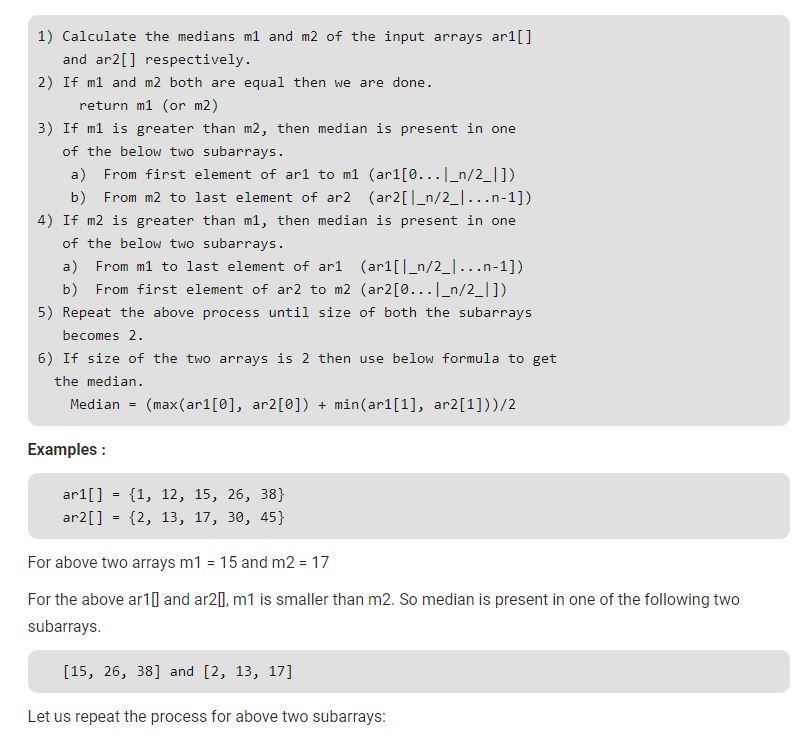 1) Calculate the medians m1 and m2 of the input arrays ar1[]
and ar2[] respectively.
2) If m1 and m2 both are equal then we are done.
return m1 (or m2)
3) If m1 is greater than m2, then median is present in one
of the below two subarrays.
a) From first element of ar1 to m1 (ar1[0...|_n/2_|])
b) From m2 to last element of ar2 (ar2[|_n/2_|...n-1])
4) If m2 is greater than m1, then median is present in one
of the below two subarrays.
a) From m1 to last element of ar1 (ar1[|_n/2_|...n-1])
b) From first element of ar2 to m2 (ar2[0...|_n/2_|])
5) Repeat the above process until size of both the subarrays
becomes 2.
6) If size of the two arrays is 2 then use below formula to get
the median.
Median = (max(ar1[0], ar2[0]) + min(ar1[1], ar2[1]))/2
Examples :
ar1[] = {1, 12, 15, 26, 38}
ar2[] = {2, 13, 17, 30, 45}
For above two arrays m1 = 15 and m2 = 17
For the above ar1[] and ar2[], m1 is smaller than m2. So median is present in one of the following two
subarrays.
[15, 26, 38] and [2, 13, 17]
Let us repeat the process for above two subarrays: